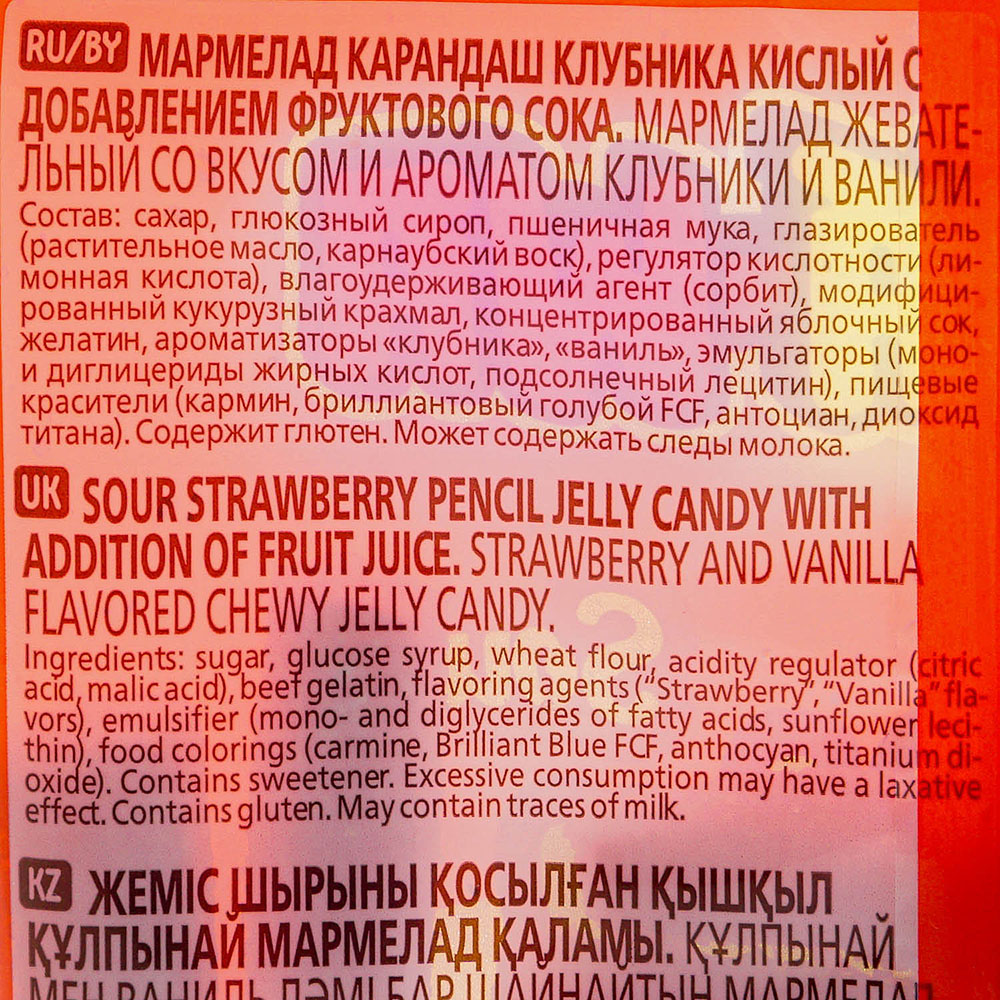 RU/BY МАРМЕЛАД КАРАНДАШ КЛУБНИКА КИСЛЫЙ С
ДОБАВЛЕНИЕМ ФРУКТОВОГО СОКА. МАРМЕЛАД ЖЕВАТЕ-
ЛЬНЫЙ СО ВКУСОМ И АРОМАТОМ КЛУБНИКИ И ВАНИЛИ.
Состав: сахар, глюкозный сироп, пшеничная мука, глазирователь
(растительное масло, карнаубский воск), регулятор кислотности (ли-
монная кислота), влагоудерживающий агент (сорбит), модифици-
рованный кукурузный крахмал, концентрированный яблочный сок,
желатин, ароматизаторы «клубника», «ваниль», эмульгаторы (моно-
и диглицериды жирных кислот, подсолнечный лецитин), пищевые
красители (кармин, бриллиантовый голубой FCF, антоциан, диоксид
титана). Содержит глютен. Может содержать следы молока.
UK SOUR STRAWBERRY PENCIL JELLY CANDY WITH
ADDITION OF FRUIT JUICE. STRAWBERRY AND VANILLA
FLAVORED CHEWY JELLY CANDY.
Ingredients: sugar, glucose syrup, wheat flour, acidity regulator (citric
acid, malic acid), beef gelatin, flavoring agents ("Strawberry", "Vanilla" fla-
vors), emulsifier (mono- and diglycerides of fatty acids, sunflower leci-
thin), food colorings (carmine, Brilliant Blue FCF, anthocyan, titanium di-
oxide). Contains sweetener. Excessive consumption may have a laxative
effect. Contains gluten. May contain traces of milk.
KZ ЖЕМІС ШЫРЫНЫ ҚОСЫЛҒАН ҚЫШҚЫЛ
ҚҰЛПЫНАЙ МАРМЕЛАД ҚАЛАМЫ. ҚҰЛПЫНАЙ
МЕН ВАНИЛЬ ДӘМІ БАР ШАЙНАЙТЫН МАРМЕЛАД